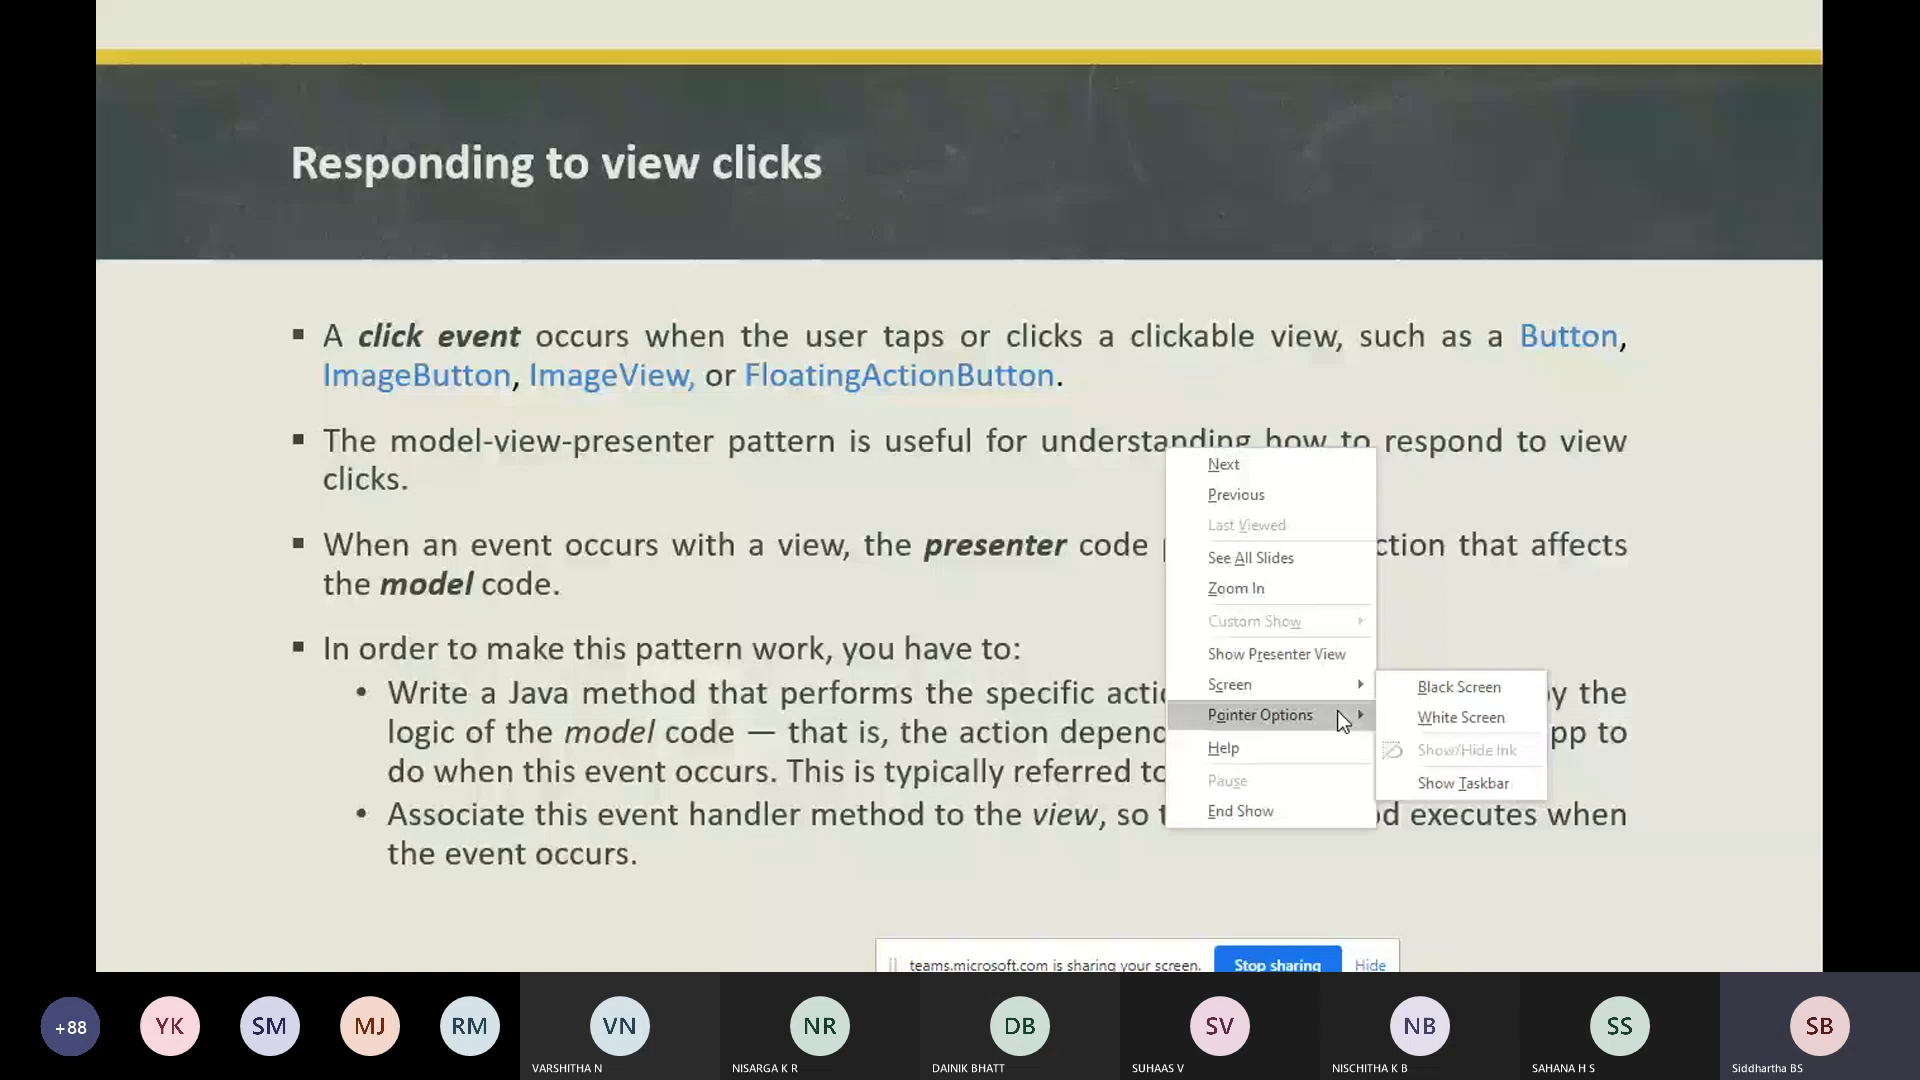 Responding to view clicks
▪ A click event occurs when the user taps or clicks a clickable view, such as a Button,
ImageButton, ImageView, or FloatingActionButton.
▪ The model-view-presenter pattern is useful for understanding how to respond to view
clicks.
▪ When an event occurs with a view, the presenter code ction that affects
the model code.
▪ In order to make this pattern work, you have to:
• Write a Java method that performs the specific acti y the
logic of the model code — that is, the action depend pp to
do when this event occurs. This is typically referred to
• Associate this event handler method to the view, so d executes when
the event occurs.
Next
Previous
Last Viewed
See All Slides
Zoom In
Custom Show
Show Presenter View
Screen
Pointer Options
Help
Pause
End Show
Black Screen
White Screen
Show/Hide Ink
Show Taskbar
teams.microsoft.com is sharing your screen. Stop sharing Hide
+88 YK SM MJ RM VN NR DB SV NB SS SB
VARSHITHA N NISARGA K R DAINIK BHATT SUHAAS V NISCHITHA K B SAHANA H S Siddhartha BS